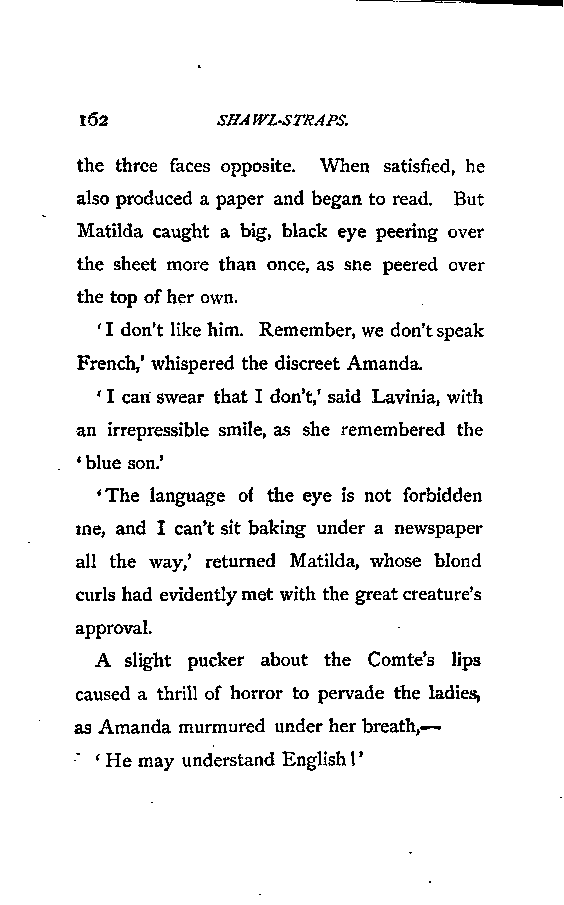 162 SHAWL-STRAPS.
the three faces opposite. When satisfied, he
also produced a paper and began to read. But
Matilda caught a big, black eye peering over
the sheet more than once, as sne peered over
the top of her own.
'I don't like him. Remember, we don't speak
French,' whispered the discreet Amanda.
'I can swear that I don't,' said Lavinia, with
an irrepressible smile, as she remembered the
'blue son.'
'The language of the eye is not forbidden
me, and I can't sit baking under a newspaper
all the way,' returned Matilda, whose blond
curls had evidently met with the great creature's
approval.
A slight pucker about the Comte's lips
caused a thrill of horror to pervade the ladies,
as Amanda murmured under her breath,—
'He may understand English!'